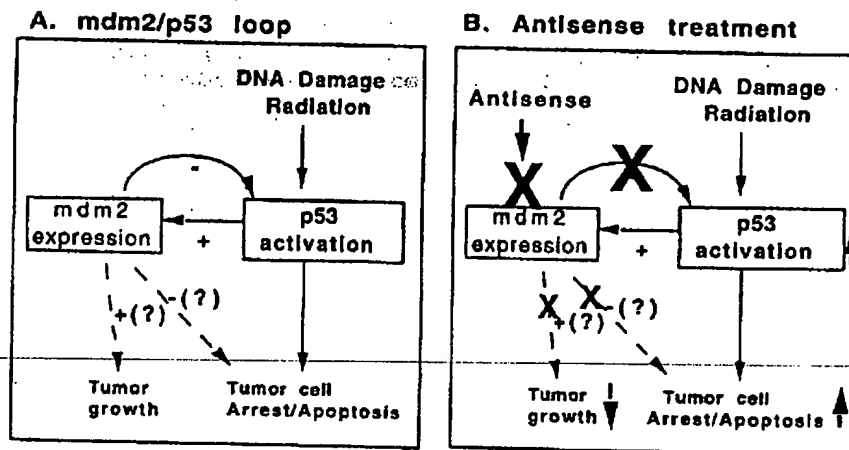 A. mdm2/p53 loop
DNA Damage
Radiation
-
mdm2
expression
+
p53
activation
+(?)
-(?)
Tumor
growth
Tumor cell
Arrest/Apoptosis
B. Antisense treatment
Antisense
DNA Damage
Radiation
X
X
mdm2
expression
+
p53
activation
X
+(?)
X
-(?)
Tumor
growth
Tumor cell
Arrest/Apoptosis